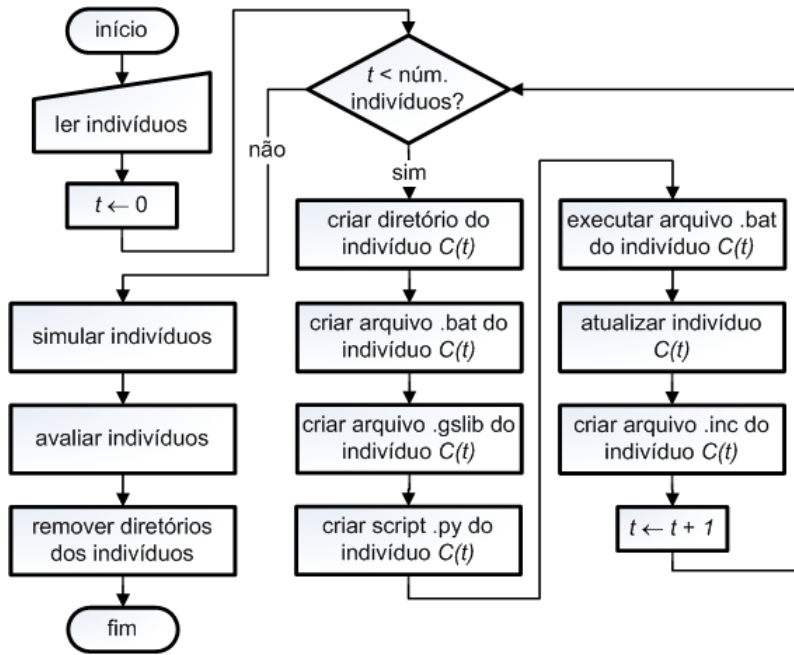 início
ler indivíduos
t ← 0
t < núm.
indivíduos?
não
sim
criar diretório do
indivíduo C(t)
criar arquivo .bat do
indivíduo C(t)
criar arquivo .gslib do
indivíduo C(t)
criar script .py do
indivíduo C(t)
executar arquivo .bat
do indivíduo C(t)
atualizar indivíduo
C(t)
criar arquivo .inc do
indivíduo C(t)
t ← t + 1
simular indivíduos
avaliar indivíduos
remover diretórios
dos indivíduos
fim